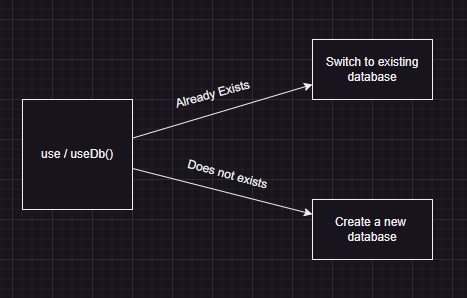 use / useDb()
Already Exists
Switch to existing
database
Does not exists
Create a new
database